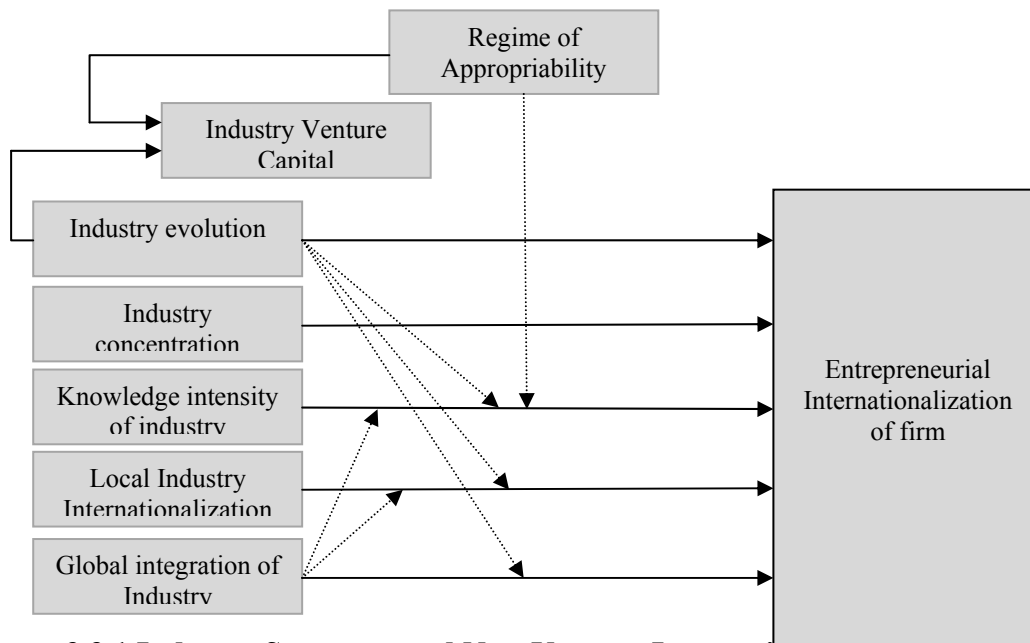 Regime of
Appropriability
Industry Venture
Capital
Industry evolution
Industry
concentration
Knowledge intensity
of industry
Local Industry
Internationalization
Global integration of
Industry
Entrepreneurial
Internationalization
of firm